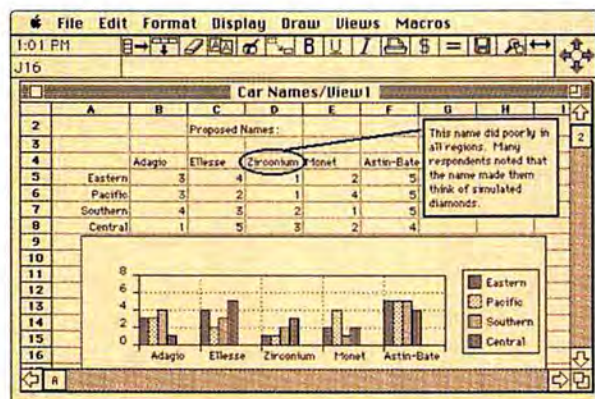 File Edit Format Display Draw Views Macros
1:01 PM B U I $ =
J16
Car Names/View1
A B C D E F G H I
2 Proposed Names: 2
3
4 Adagio Ellesse Zirconium Monet Astin-Bate
5 Eastern 3 4 1 2 5
6 Pacific 3 2 1 4 5
7 Southern 4 3 2 1 5
8 Central 1 5 3 2 4
This name did poorly in
all regions. Many
respondents noted that
the name made them
think of simulated
diamonds.
9
10
11
12
13
14
15
16
8
6
4
2
0
Adagio Ellesse Zirconium Monet Astin-Bate
Eastern
Pacific
Southern
Central
A